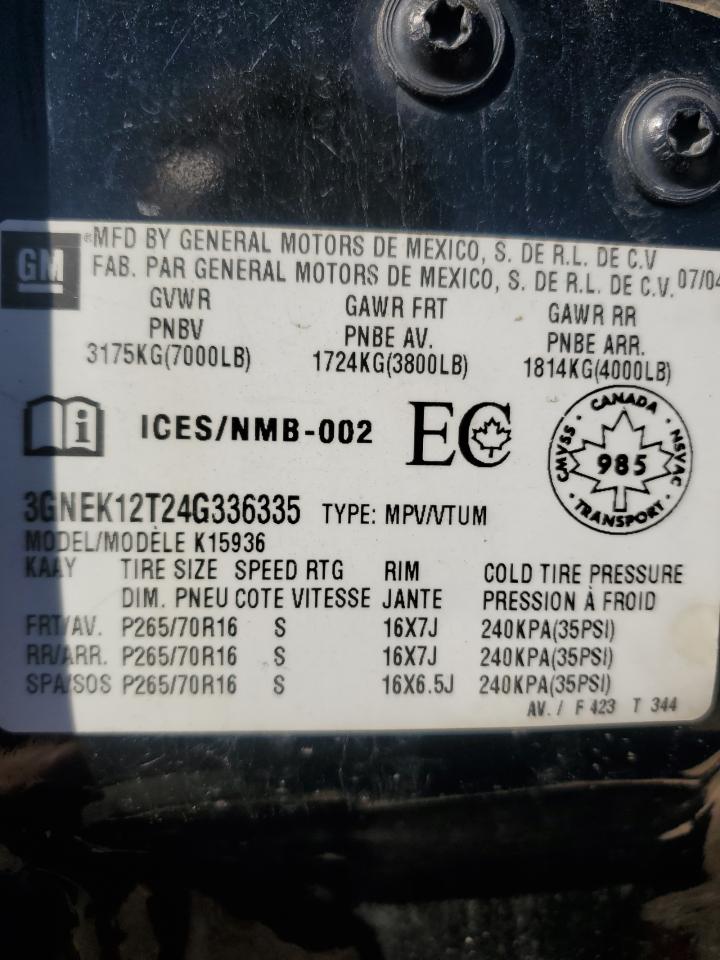 GM
®MFD BY GENERAL MOTORS DE MEXICO, S. DE R.L. DE C.V
FAB. PAR GENERAL MOTORS DE MEXICO, S. DE R.L. DE C.V. 07/04
GVWR GAWR FRT GAWR RR
PNBV PNBE AV. PNBE ARR.
3175KG(7000LB) 1724KG(3800LB) 1814KG(4000LB)
i ICES/NMB-002 EC CMVSS · CANADA · NSVAC · TRANSPORT · 985
3GNEK12T24G336335 TYPE: MPV/VTUM
MODEL/MODÈLE K15936
KAAY TIRE SIZE SPEED RTG RIM COLD TIRE PRESSURE
DIM. PNEU COTE VITESSE JANTE PRESSION À FROID
FRT/AV. P265/70R16 S 16X7J 240KPA(35PSI)
RR/ARR. P265/70R16 S 16X7J 240KPA(35PSI)
SPA/SOS P265/70R16 S 16X6.5J 240KPA(35PSI)
AV. / F 423 T 344